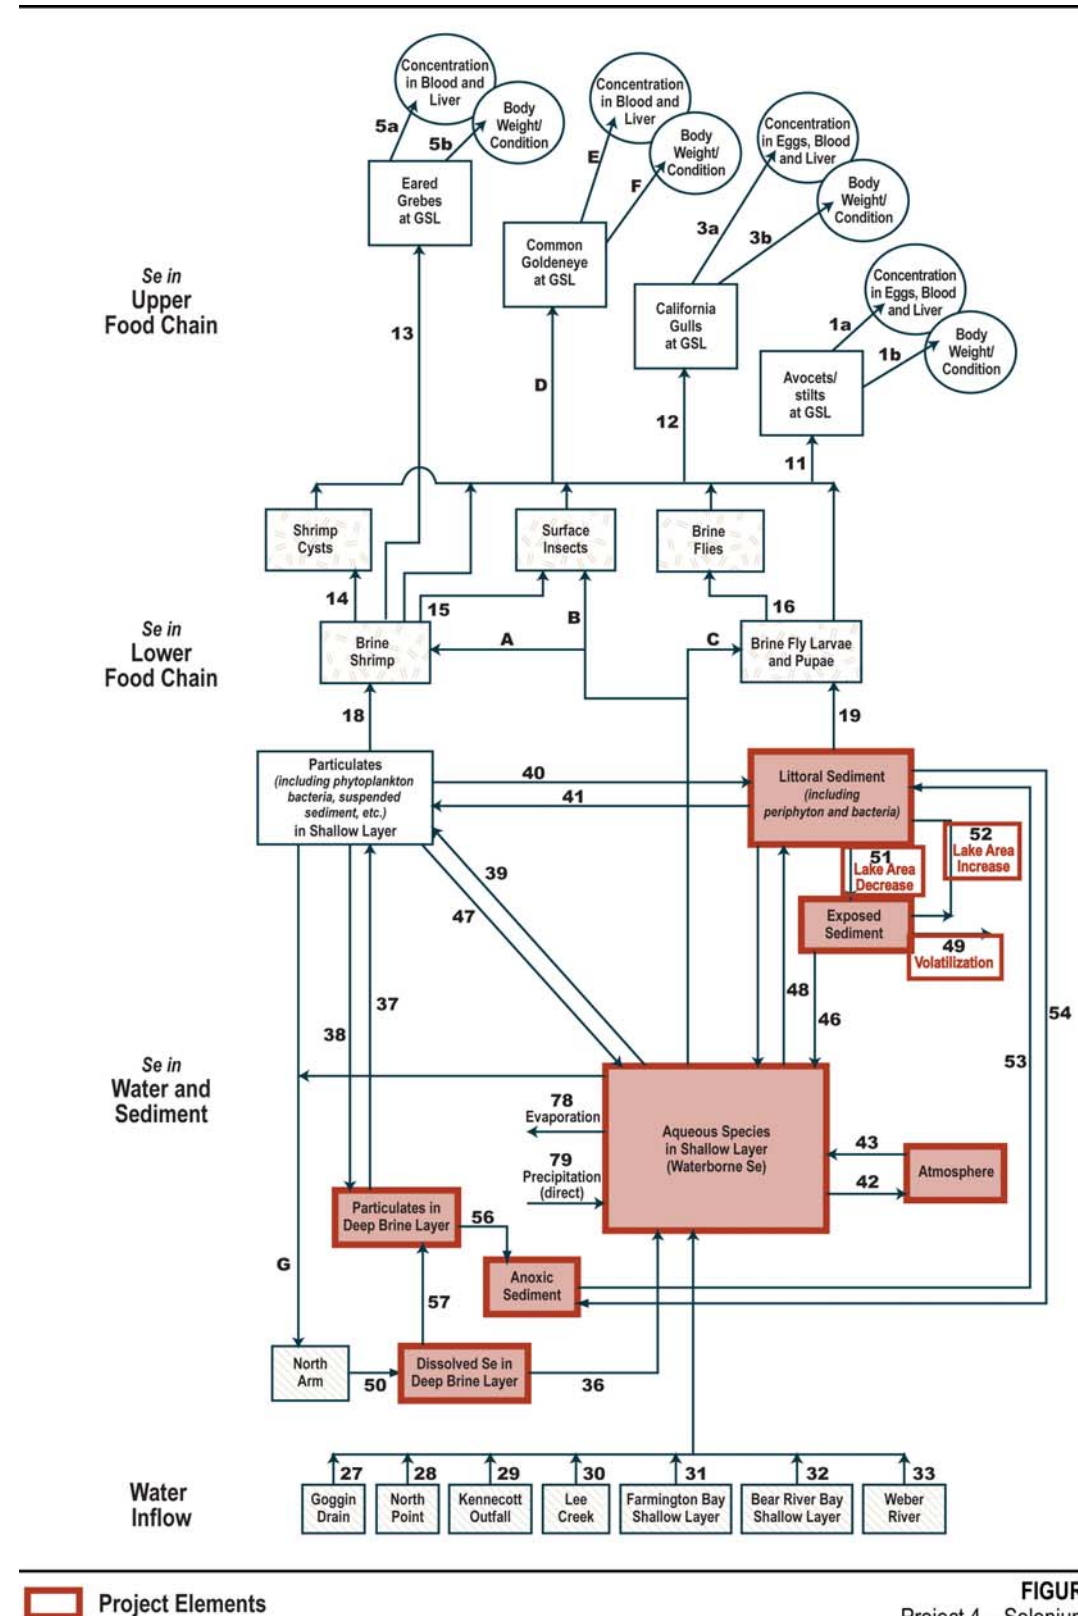 Concentration
in Blood and
Liver
Body
Weight/
Condition
5a
5b
Eared
Grebes
at GSL
Concentration
in Blood and
Liver
Body
Weight/
Condition
E
F
Common
Goldeneye
at GSL
Concentration
in Eggs, Blood
and Liver
Body
Weight/
Condition
3a
3b
California
Gulls
at GSL
Concentration
in Eggs, Blood
and Liver
Body
Weight/
Condition
1a
1b
Avocets/
stilts
at GSL
Se in
Upper
Food Chain
13
D
12
11
Shrimp
Cysts
Surface
Insects
Brine
Flies
14
15
B
16
Se in
Lower
Food Chain
Brine
Shrimp
A
C
Brine Fly Larvae
and Pupae
18
19
Particulates
(including phytoplankton
bacteria, suspended
sediment, etc.)
in Shallow Layer
40
41
Littoral Sediment
(including
periphyton and bacteria)
52
Lake Area
Increase
51
Lake Area
Decrease
39
47
Exposed
Sediment
49
Volatilization
37
38
48
46
54
53
Se in
Water and
Sediment
78
Evaporation
79
Precipitation
(direct)
Aqueous Species
in Shallow Layer
(Waterborne Se)
43
42
Atmosphere
Particulates in
Deep Brine Layer
56
Anoxic
Sediment
G
57
North
Arm
50
Dissolved Se in
Deep Brine Layer
36
Water
Inflow
27
28
29
30
31
32
33
Goggin
Drain
North
Point
Kennecott
Outfall
Lee
Creek
Farmington Bay
Shallow Layer
Bear River Bay
Shallow Layer
Weber
River
Project Elements
FIGUR
Project 4 – Selenium